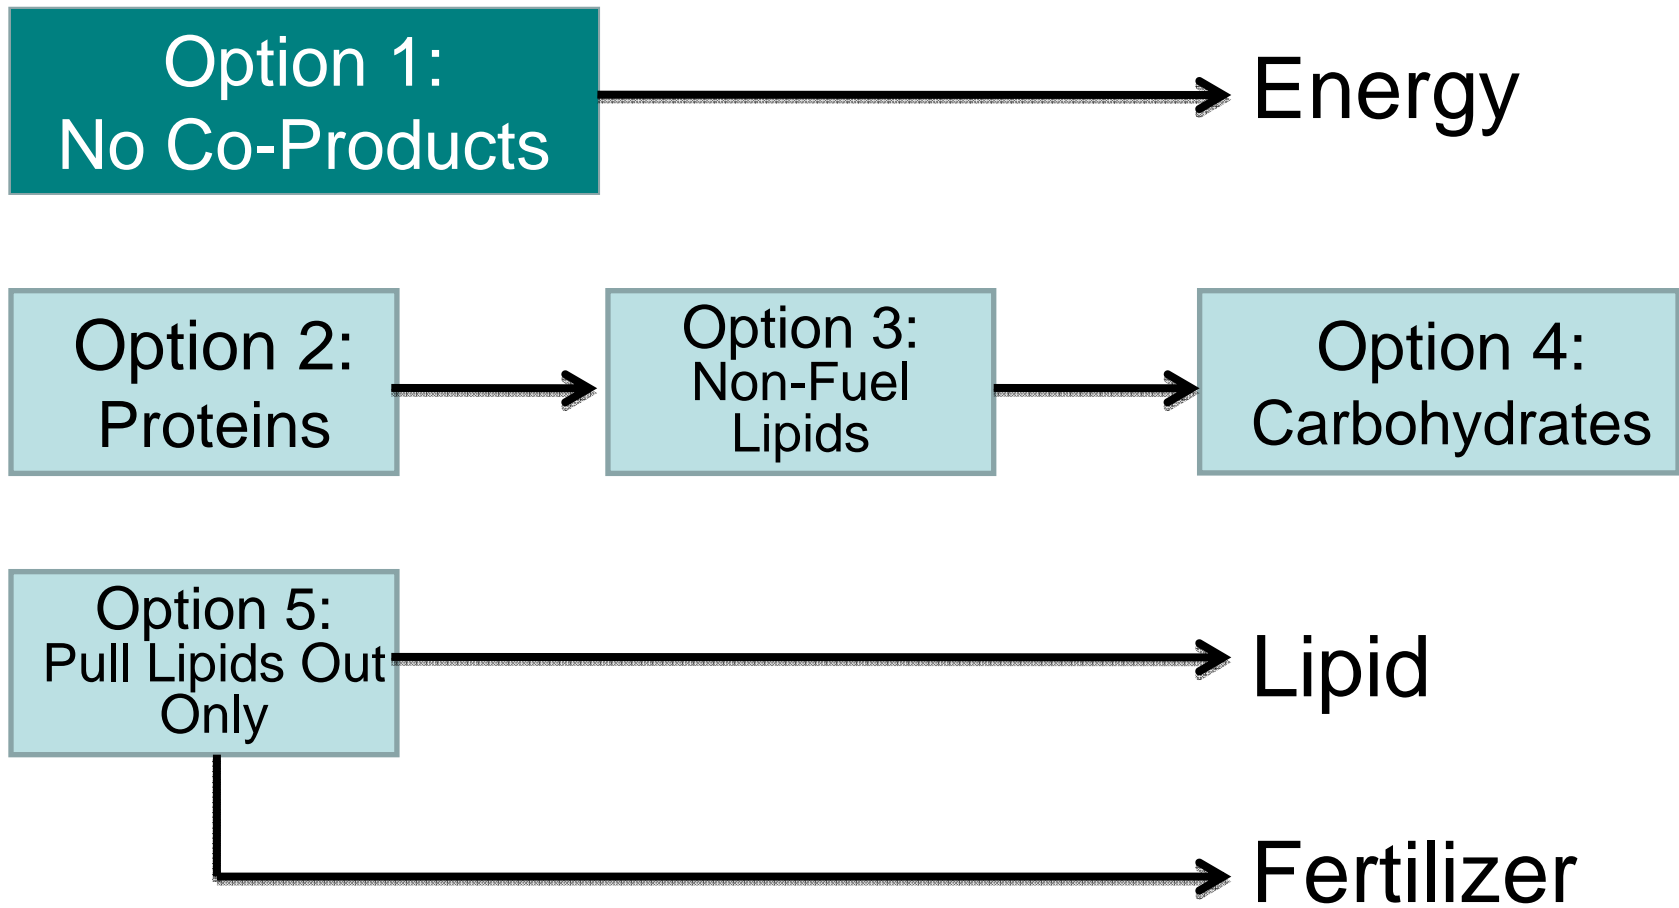 Option 1:
No Co-Products
Energy
Option 2:
Proteins
Option 3:
Non-Fuel
Lipids
Option 4:
Carbohydrates
Option 5:
Pull Lipids Out
Only
Lipid
Fertilizer